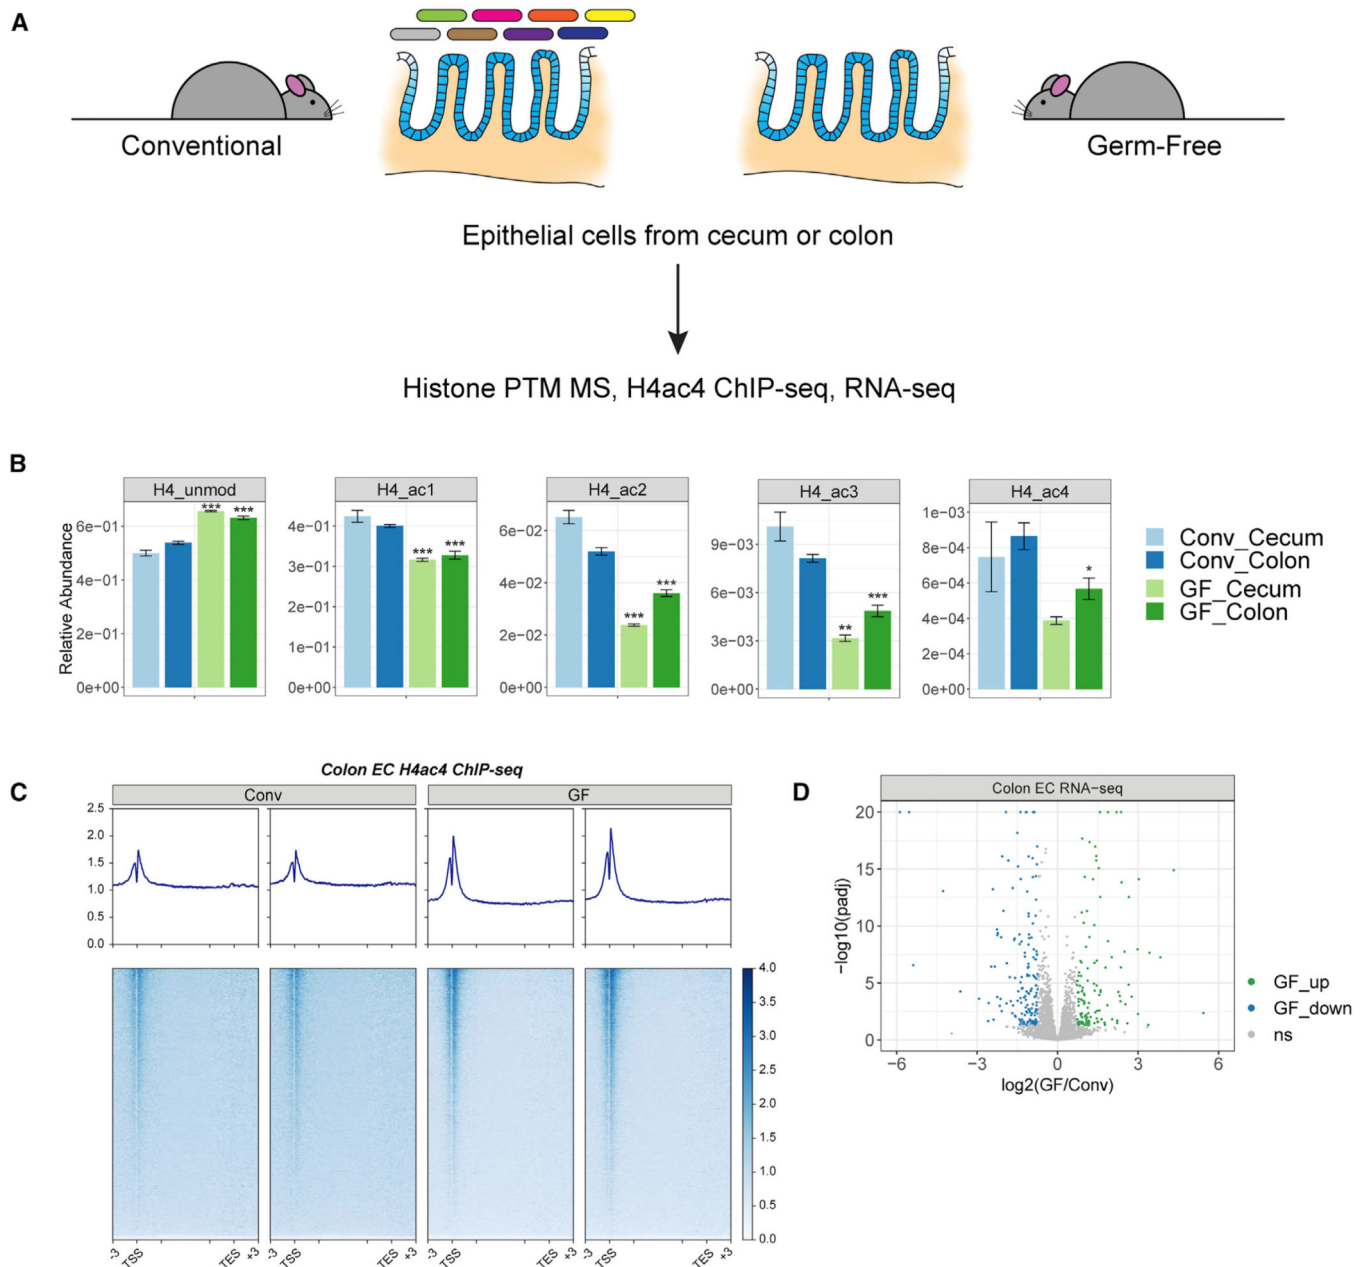 A
Conventional
Germ-Free
Epithelial cells from cecum or colon
Histone PTM MS, H4ac4 ChIP-seq, RNA-seq
B
H4_unmod
H4_ac1
H4_ac2
H4_ac3
H4_ac4
Relative Abundance
6e−01
4e−01
2e−01
0e+00
*** ***
4e−01
3e−01
2e−01
1e−01
0e+00
*** ***
6e−02
4e−02
2e−02
0e+00
*** ***
9e−03
6e−03
3e−03
0e+00
** ***
1e−03
8e−04
6e−04
4e−04
2e−04
0e+00
*
Conv_Cecum
Conv_Colon
GF_Cecum
GF_Colon
C
Colon EC H4ac4 ChIP-seq
Conv
GF
2.5
2.0
1.5
1.0
0.5
0.0
4.0
3.5
3.0
2.5
2.0
1.5
1.0
0.5
0.0
-3 TSS TES +3
-3 TSS TES +3
-3 TSS TES +3
-3 TSS TES +3
D
Colon EC RNA−seq
−log10(padj)
20
15
10
5
0
−6 −3 0 3 6
log2(GF/Conv)
GF_up
GF_down
ns